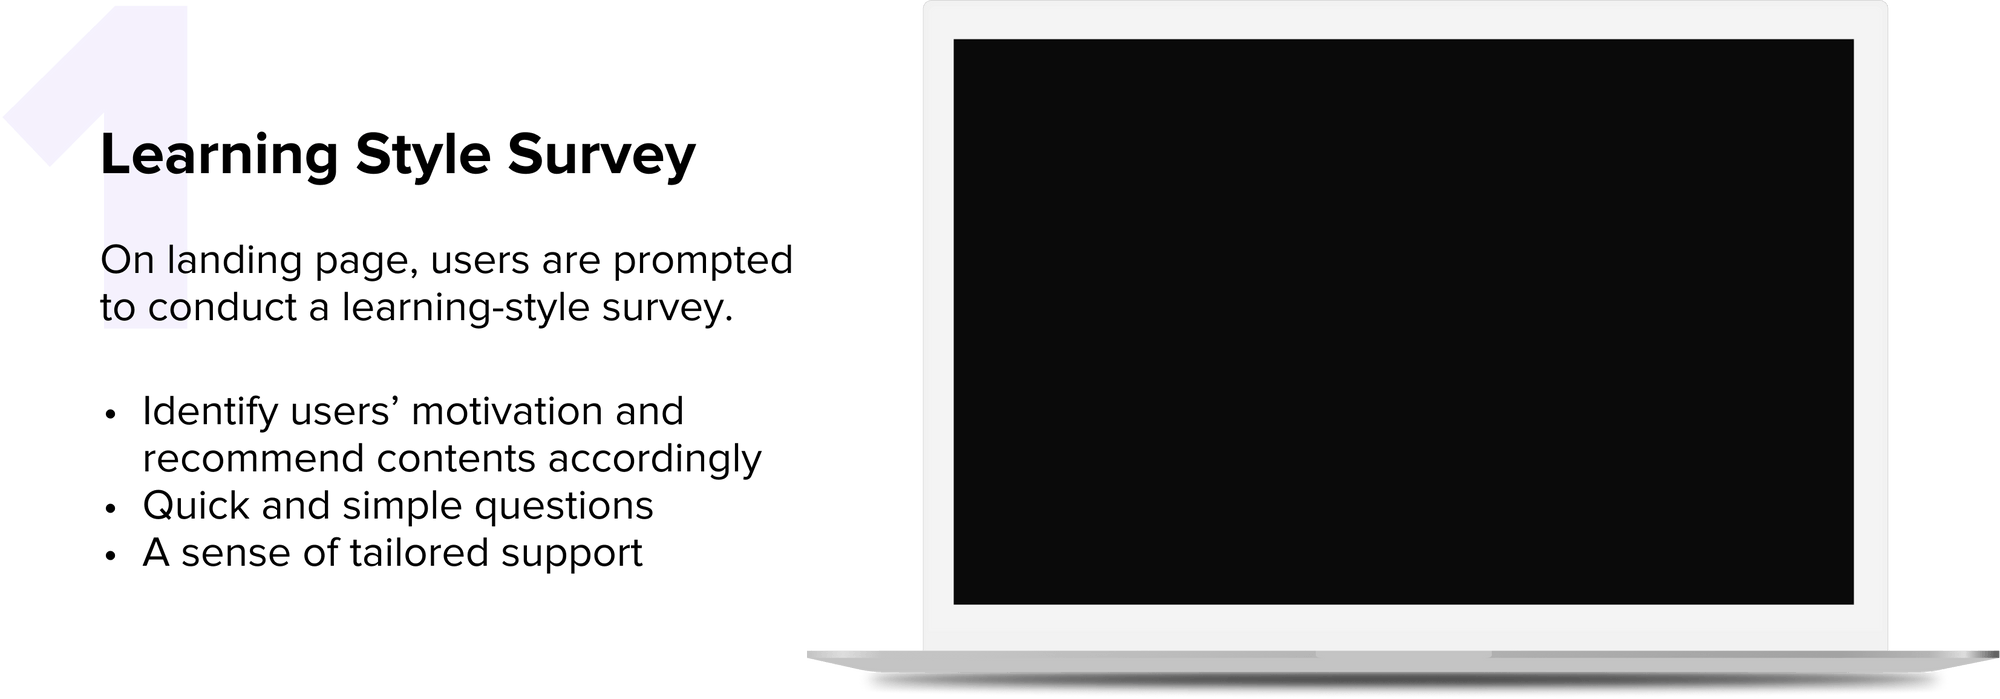 1
Learning Style Survey
On landing page, users are prompted
to conduct a learning-style survey.
• Identify users’ motivation and
recommend contents accordingly
• Quick and simple questions
• A sense of tailored support